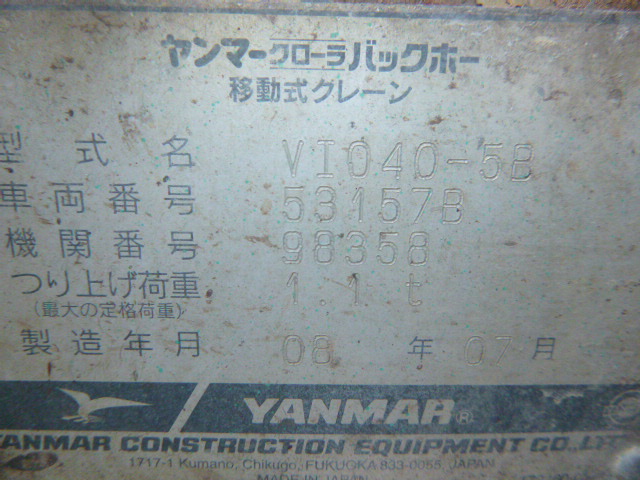 ヤンマークローラバックホー
移動式クレーン
型式名 VIO40-5B
車両番号 53157B
機関番号 98358
つり上げ荷重 1.1 t
(最大の定格荷重)
製造年月 08 年 07 月
YANMAR®
YANMAR CONSTRUCTION EQUIPMENT CO., LTD
1717-1 Kumano, Chikugo, FUKUOKA 833-0055, JAPAN
MADE IN JAPAN